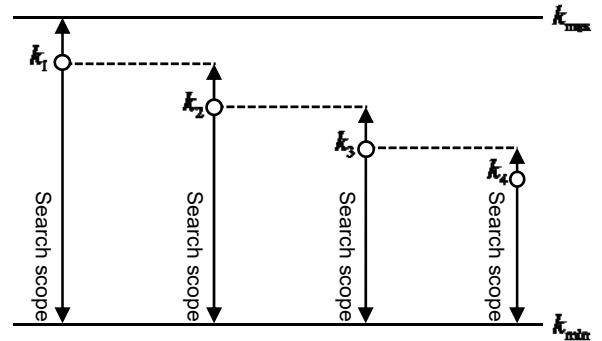 k_max
k_1
k_2
k_3
k_4
Search scope
Search scope
Search scope
Search scope
k_min